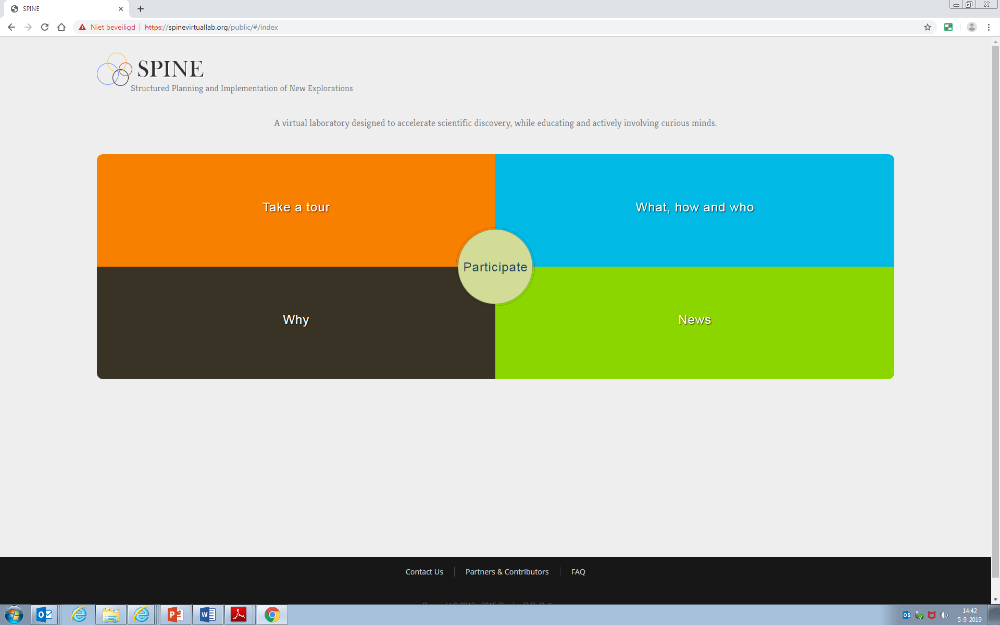 SPINE
Niet beveiligd | https://spinevirtuallab.org/public/#/index
SPINE
Structured Planning and Implementation of New Explorations
A virtual laboratory designed to accelerate scientific discovery, while educating and actively involving curious minds.
Take a tour
What, how and who
Participate
Why
News
Contact Us
Partners & Contributors
FAQ
14:42
5-9-2019